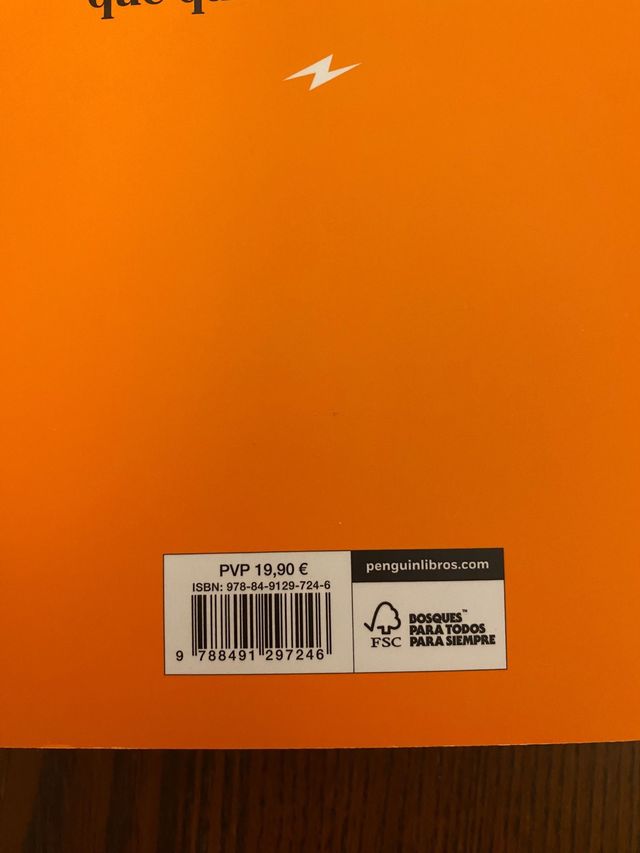 PVP 19,90 €
ISBN: 978-84-9129-724-6
9 788491 297246
penguinlibros.com
FSC
BOSQUES™
PARA TODOS
PARA SIEMPRE